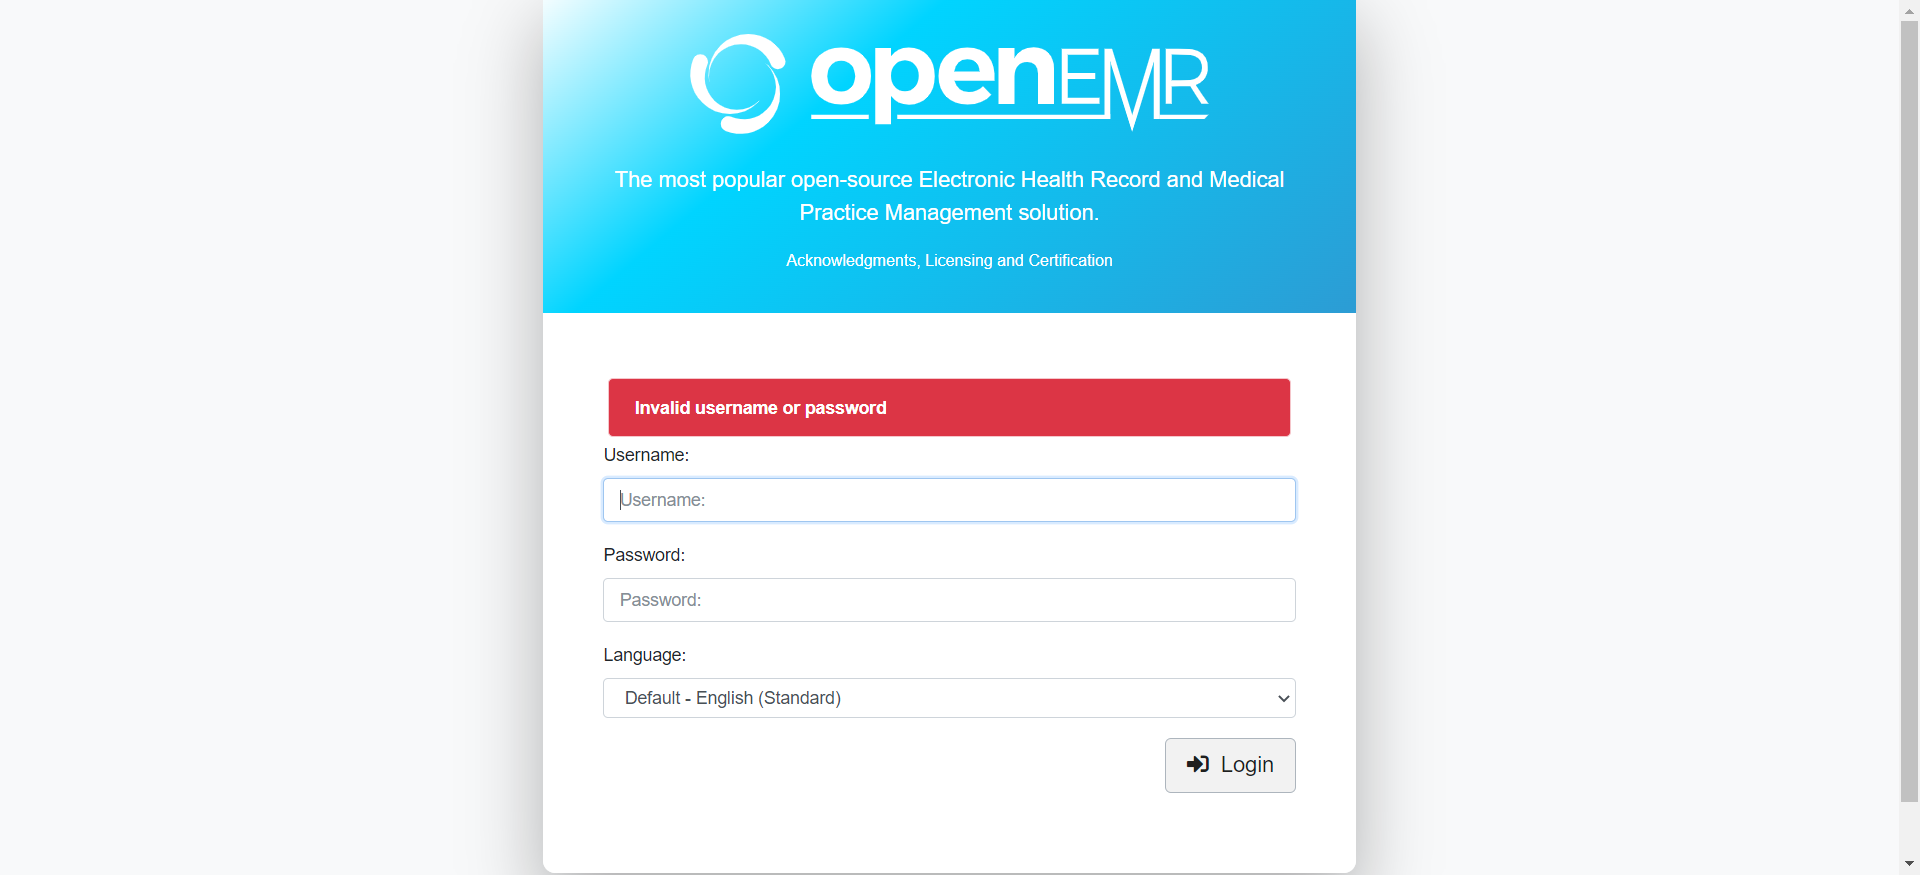 openEMR
The most popular open-source Electronic Health Record and Medical
Practice Management solution.
Acknowledgments, Licensing and Certification
Invalid username or password
Username:
Username:
Password:
Password:
Language:
Default - English (Standard)
Login